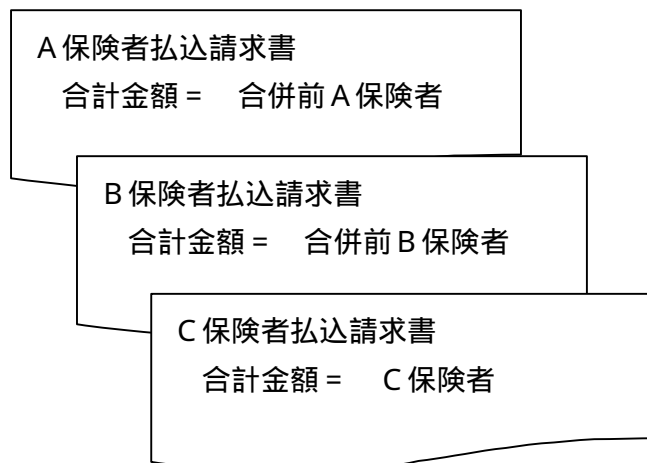 A保険者払込請求書
合計金額 =　合併前A保険者
B保険者払込請求書
合計金額 =　合併前B保険者
C保険者払込請求書
合計金額 =　C保険者